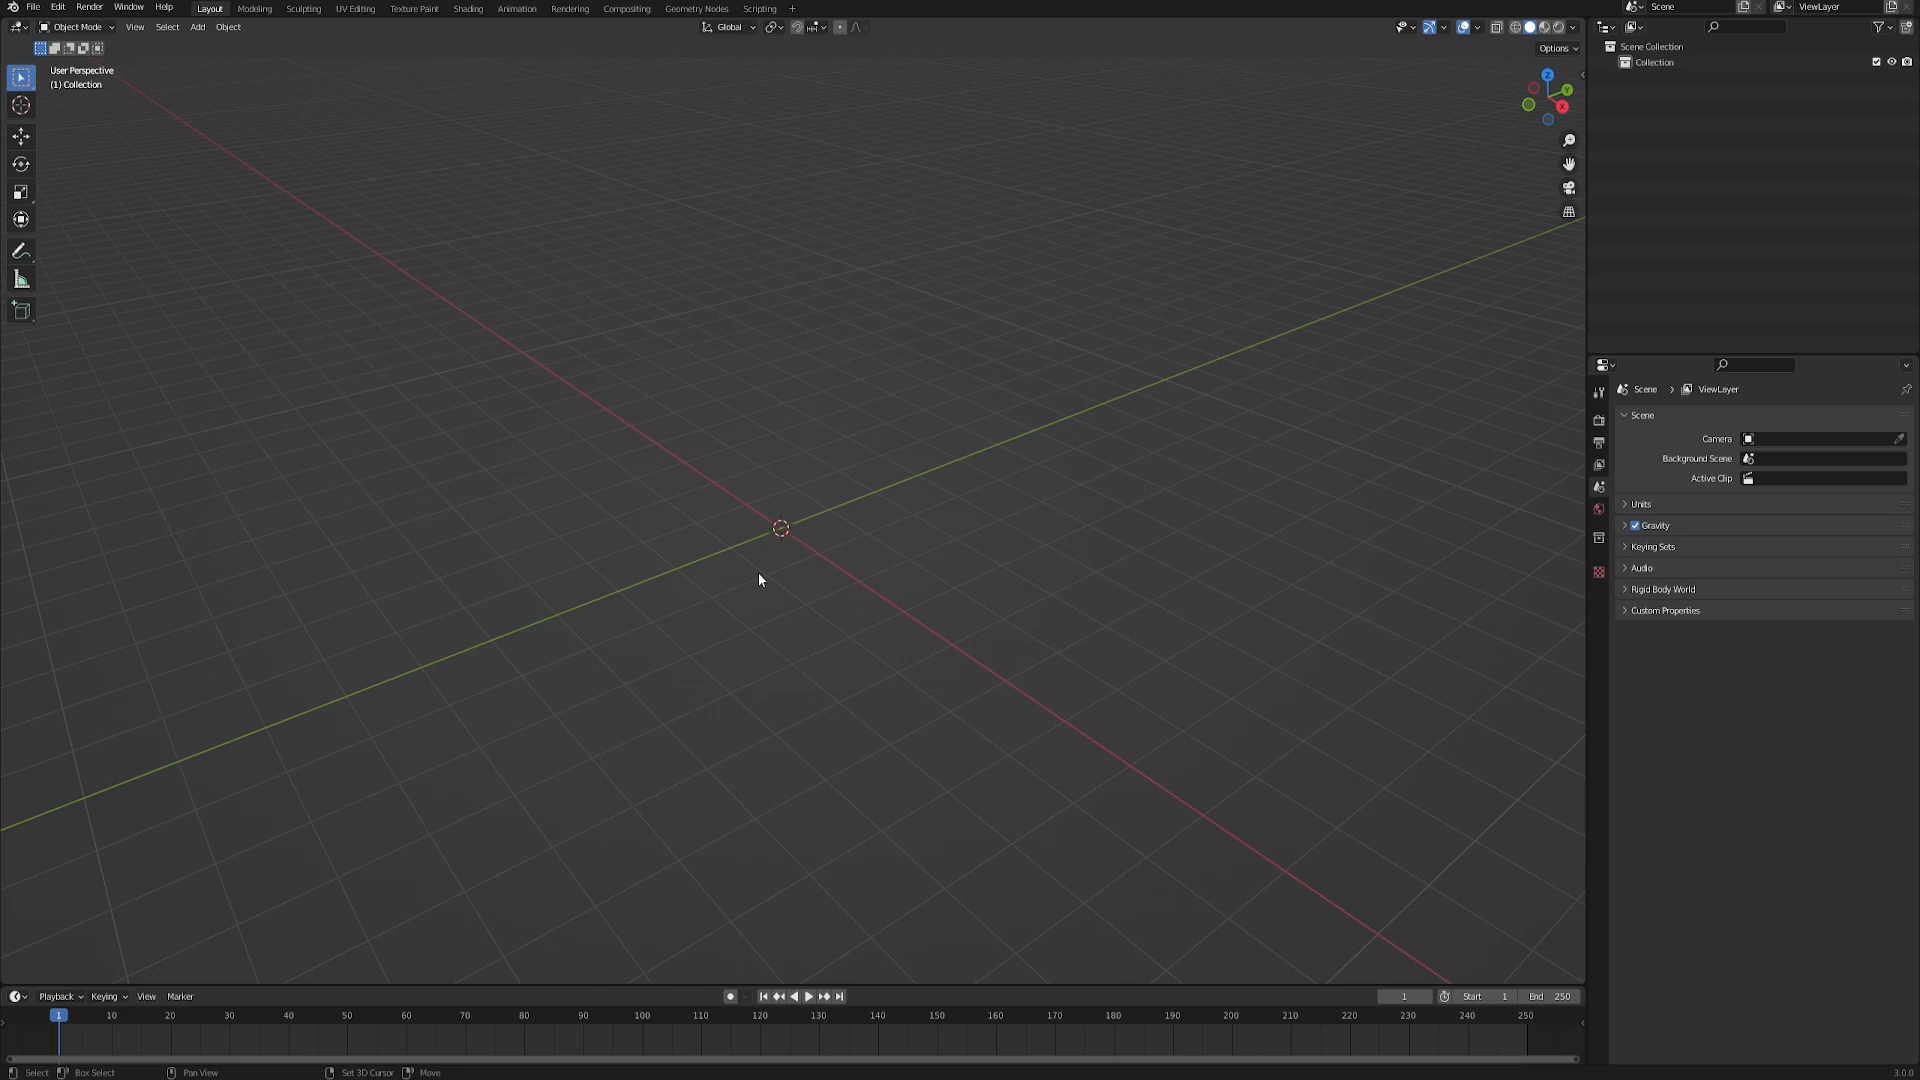 File Edit Render Window Help Layout Modeling Sculpting UV Editing Texture Paint Shading Animation Rendering Compositing Geometry Nodes Scripting + Scene ViewLayer
Object Mode View Select Add Object Global
Options
User Perspective
(1) Collection
Z
Y
X
Scene Collection
Collection
Scene > ViewLayer
Scene
Camera
Background Scene
Active Clip
Units
Gravity
Keying Sets
Audio
Rigid Body World
Custom Properties
Playback Keying View Marker 1 Start 1 End 250
1 10 20 30 40 50 60 70 80 90 100 110 120 130 140 150 160 170 180 190 200 210 220 230 240 250
Select Box Select Pan View Set 3D Cursor Move 3.0.0